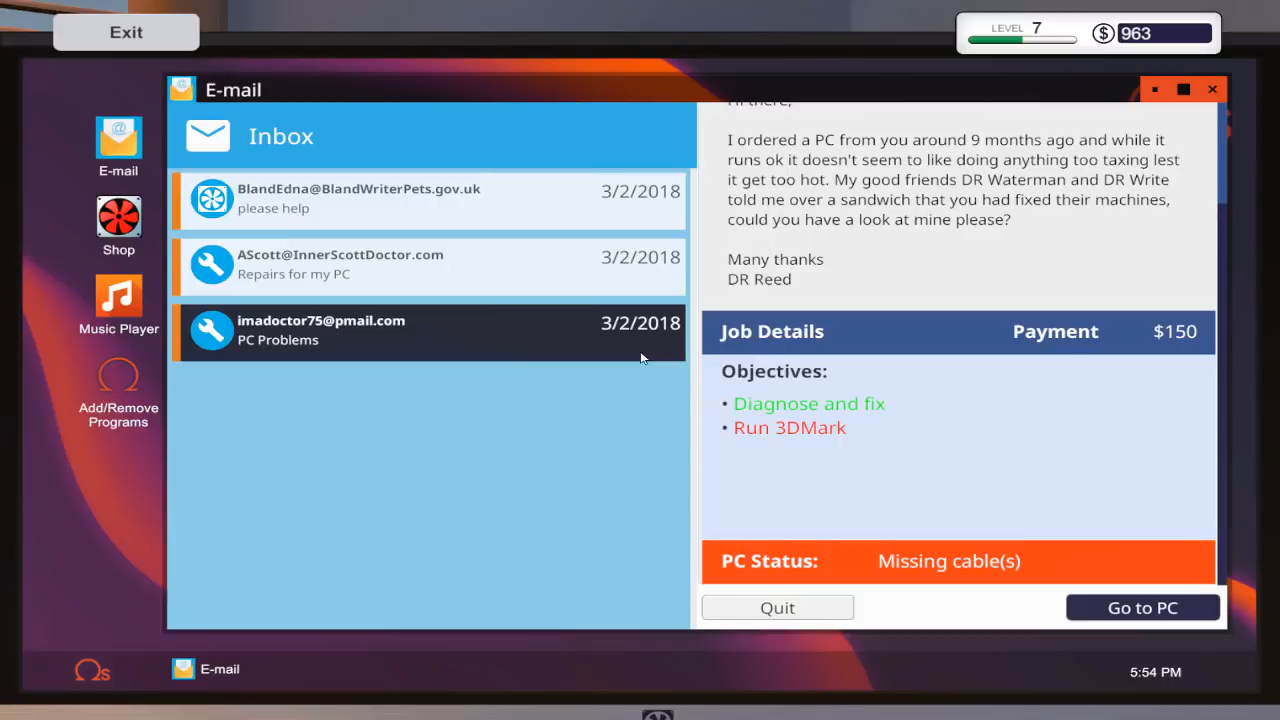 Exit
LEVEL 7
$ 963
E-mail
Inbox
E-mail
Shop
Music Player
Add/Remove
Programs
BlandEdna@BlandWriterPets.gov.uk 3/2/2018
please help
AScott@InnerScottDoctor.com 3/2/2018
Repairs for my PC
imadoctor75@pmail.com 3/2/2018
PC Problems
Hi there,
I ordered a PC from you around 9 months ago and while it
runs ok it doesn't seem to like doing anything too taxing lest
it get too hot. My good friends DR Waterman and DR Write
told me over a sandwich that you had fixed their machines,
could you have a look at mine please?
Many thanks
DR Reed
Job Details Payment $150
Objectives:
• Diagnose and fix
• Run 3DMark
PC Status: Missing cable(s)
Quit Go to PC
Ωs E-mail 5:54 PM